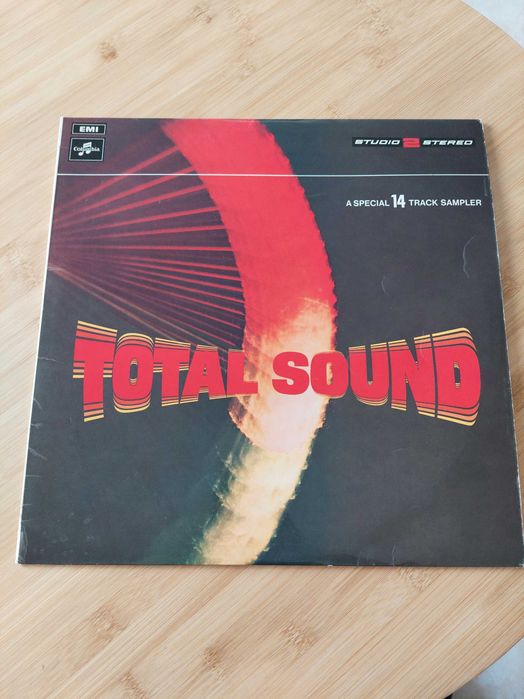 EMI
Columbia
STUDIO 2 STEREO
A SPECIAL 14 TRACK SAMPLER
TOTAL SOUND